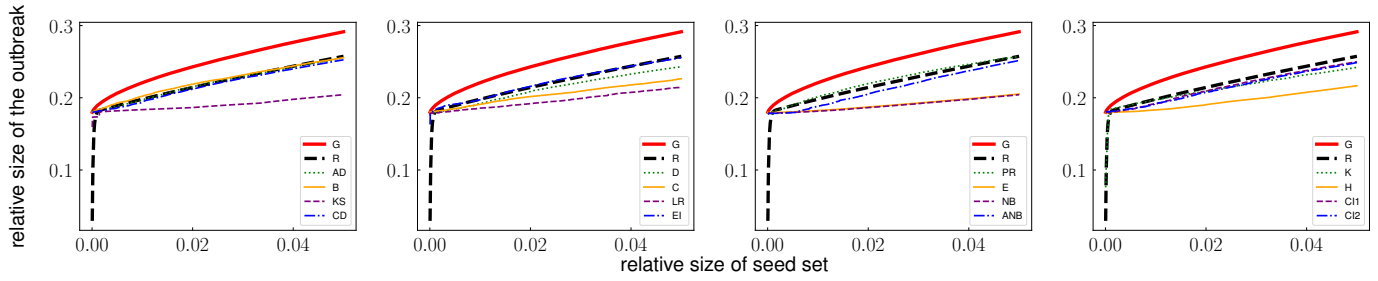 relative size of the outbreak
0.3
0.2
0.1
0.00 0.02 0.04
G
R
AD
B
KS
CD
0.3
0.2
0.1
0.00 0.02 0.04
G
R
D
C
LR
EI
0.3
0.2
0.1
0.00 0.02 0.04
G
R
PR
E
NB
ANB
0.3
0.2
0.1
0.00 0.02 0.04
G
R
K
H
CI1
CI2
relative size of seed set